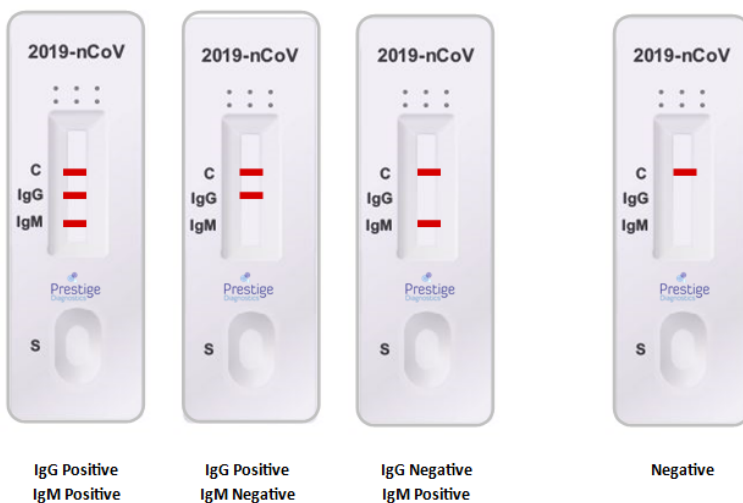 2019-nCoV
C
IgG
IgM
Prestige
Diagnostics
S
IgG Positive
IgM Positive
2019-nCoV
C
IgG
IgM
Prestige
Diagnostics
S
IgG Positive
IgM Negative
2019-nCoV
C
IgG
IgM
Prestige
Diagnostics
S
IgG Negative
IgM Positive
2019-nCoV
C
IgG
IgM
Prestige
Diagnostics
S
Negative